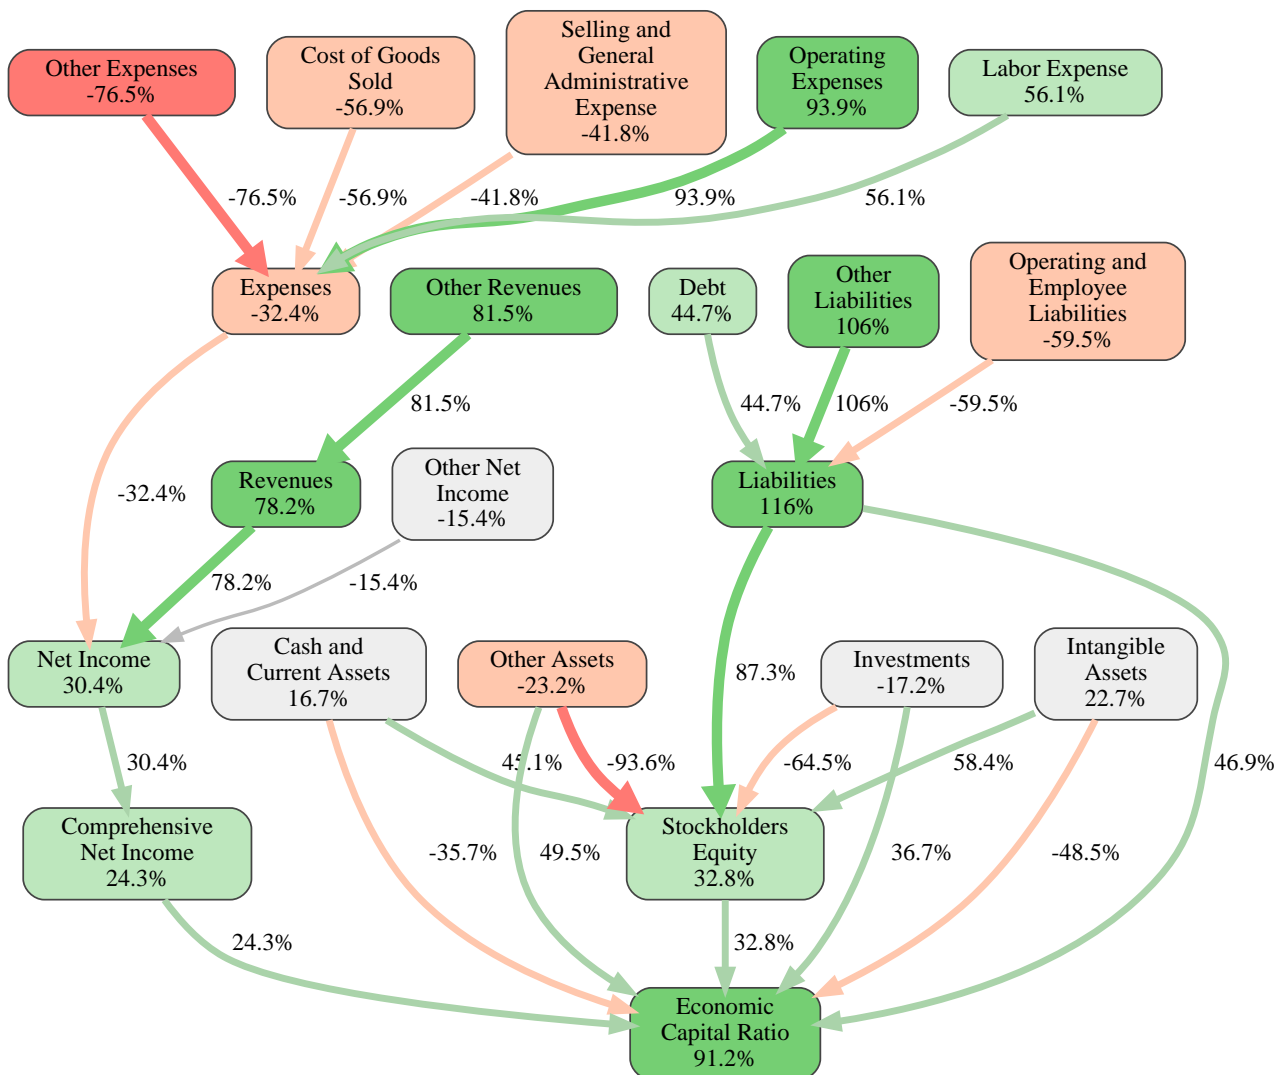 Other Expenses
-76.5%
Cost of Goods
Sold
-56.9%
Selling and
General
Administrative
Expense
-41.8%
Operating
Expenses
93.9%
Labor Expense
56.1%
-76.5%
-56.9%
-41.8%
93.9%
56.1%
Expenses
-32.4%
Other Revenues
81.5%
Debt
44.7%
Other
Liabilities
106%
Operating and
Employee
Liabilities
-59.5%
81.5%
44.7%
106%
-59.5%
-32.4%
Revenues
78.2%
Other Net
Income
-15.4%
Liabilities
116%
78.2%
-15.4%
87.3%
46.9%
Net Income
30.4%
Cash and
Current Assets
16.7%
Other Assets
-23.2%
Investments
-17.2%
Intangible
Assets
22.7%
30.4%
45.1%
-93.6%
-64.5%
58.4%
Comprehensive
Net Income
24.3%
-35.7%
49.5%
Stockholders
Equity
32.8%
36.7%
-48.5%
24.3%
32.8%
Economic
Capital Ratio
91.2%